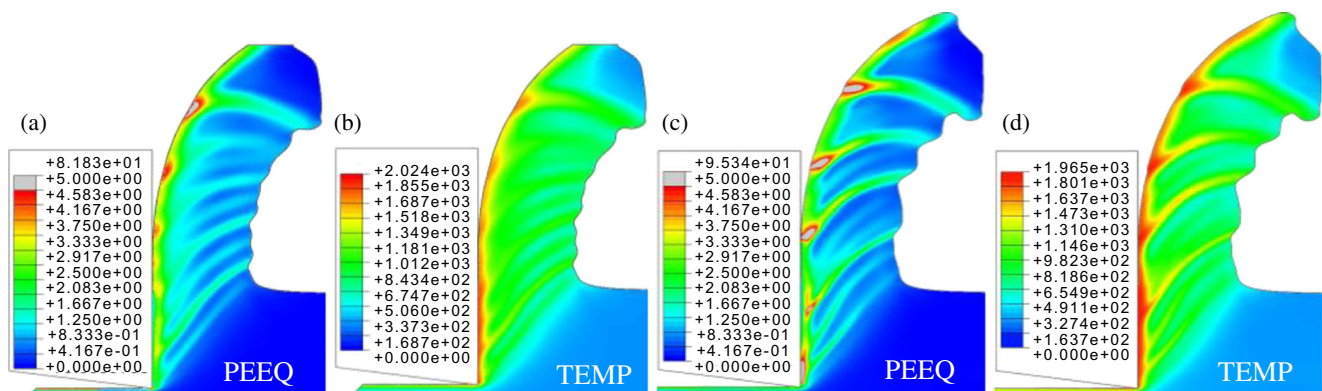 (a)
+8.183e+01
+5.000e+00
+4.583e+00
+4.167e+00
+3.750e+00
+3.333e+00
+2.917e+00
+2.500e+00
+2.083e+00
+1.667e+00
+1.250e+00
+8.333e-01
+4.167e-01
+0.000e+00
PEEQ
(b)
+2.024e+03
+1.855e+03
+1.687e+03
+1.518e+03
+1.349e+03
+1.181e+03
+1.012e+03
+8.434e+02
+6.747e+02
+5.060e+02
+3.373e+02
+1.687e+02
+0.000e+00
TEMP
(c)
+9.534e+01
+5.000e+00
+4.583e+00
+4.167e+00
+3.750e+00
+3.333e+00
+2.917e+00
+2.500e+00
+2.083e+00
+1.667e+00
+1.250e+00
+8.333e-01
+4.167e-01
+0.000e+00
PEEQ
(d)
+1.965e+03
+1.801e+03
+1.637e+03
+1.473e+03
+1.310e+03
+1.146e+03
+9.823e+02
+8.186e+02
+6.549e+02
+4.911e+02
+3.274e+02
+1.637e+02
+0.000e+00
TEMP